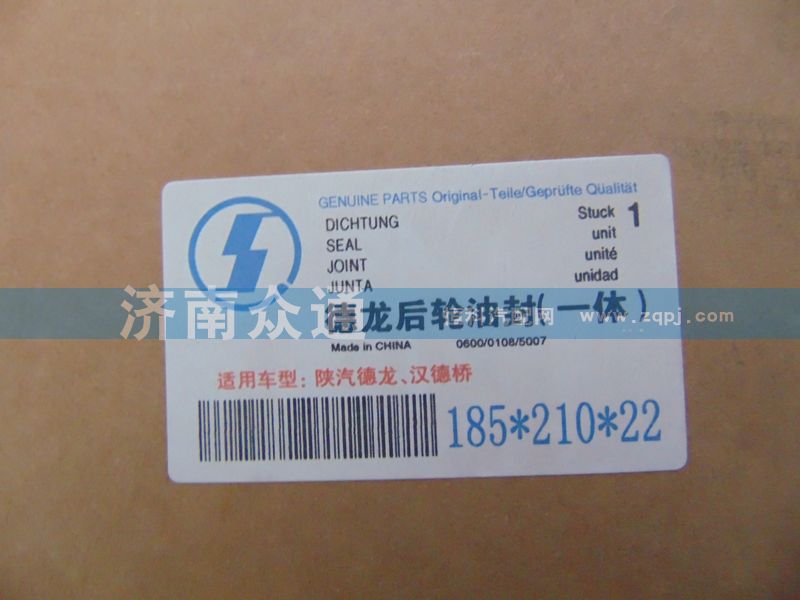 GENUINE PARTS Original-Teile/Geprüfte Qualität
DICHTUNG
SEAL
JOINT
JUNTA
Stuck 1
unit
unité
unidad
济南众通
德龙后轮油封(一休)
www.zqpj.com
Made in CHINA 0600/0108/5007
适用车型：陕汽德龙、汉德桥
185*210*22